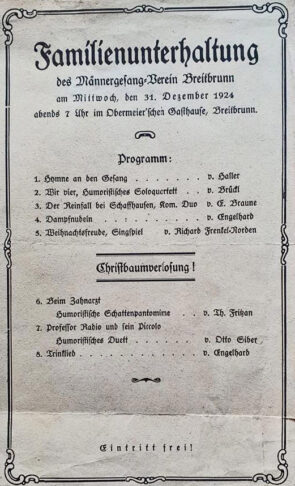 Familienunterhaltung
des Männergesang-Verein Breitbrunn
am Mittwoch, den 31. Dezember 1924
abends 7 Uhr im Obermeier'schen Gasthause, Breitbrunn.
Programm:
1. Hymne an den Gesang . . . . . . . v. Haller
2. Wir vier, Humoristisches Soloquertett . . v. Brückl
3. Der Reinfall bei Schaffhausen, Kom. Duo v. E. Braune
4. Dampfnudeln . . . . . . . . . . v. Engelhard
5. Weihnachtsfreude, Singspiel v. Richard Frenkel-Norden
Christbaumverlosung!
6. Beim Zahnarzt
Humoristische Schattenpantomine . . v. Th. Fritzan
7. Professor Radio und sein Piccolo
Humoristisches Duett . . . . . v. Otto Siber
8. Trinklied . . . . . . . . . . . v. Engelhard
Eintritt frei!